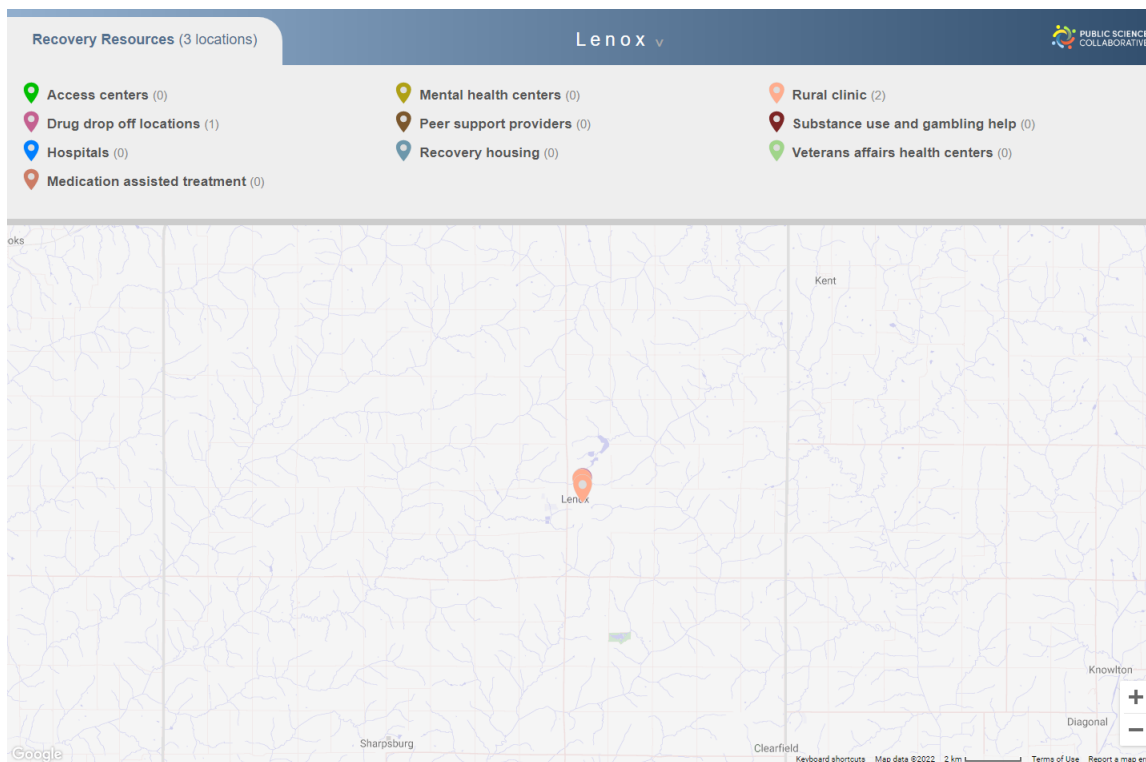 Recovery Resources (3 locations)
Lenox v
PUBLIC SCIENCE
COLLABORATIVE
Access centers (0)
Mental health centers (0)
Rural clinic (2)
Drug drop off locations (1)
Peer support providers (0)
Substance use and gambling help (0)
Hospitals (0)
Recovery housing (0)
Veterans affairs health centers (0)
Medication assisted treatment (0)
oks
Kent
Lenox
Knowlton
Diagonal
Sharpsburg
Clearfield
Google
Keyboard shortcuts Map data ©2022 2 km Terms of Use Report a map er